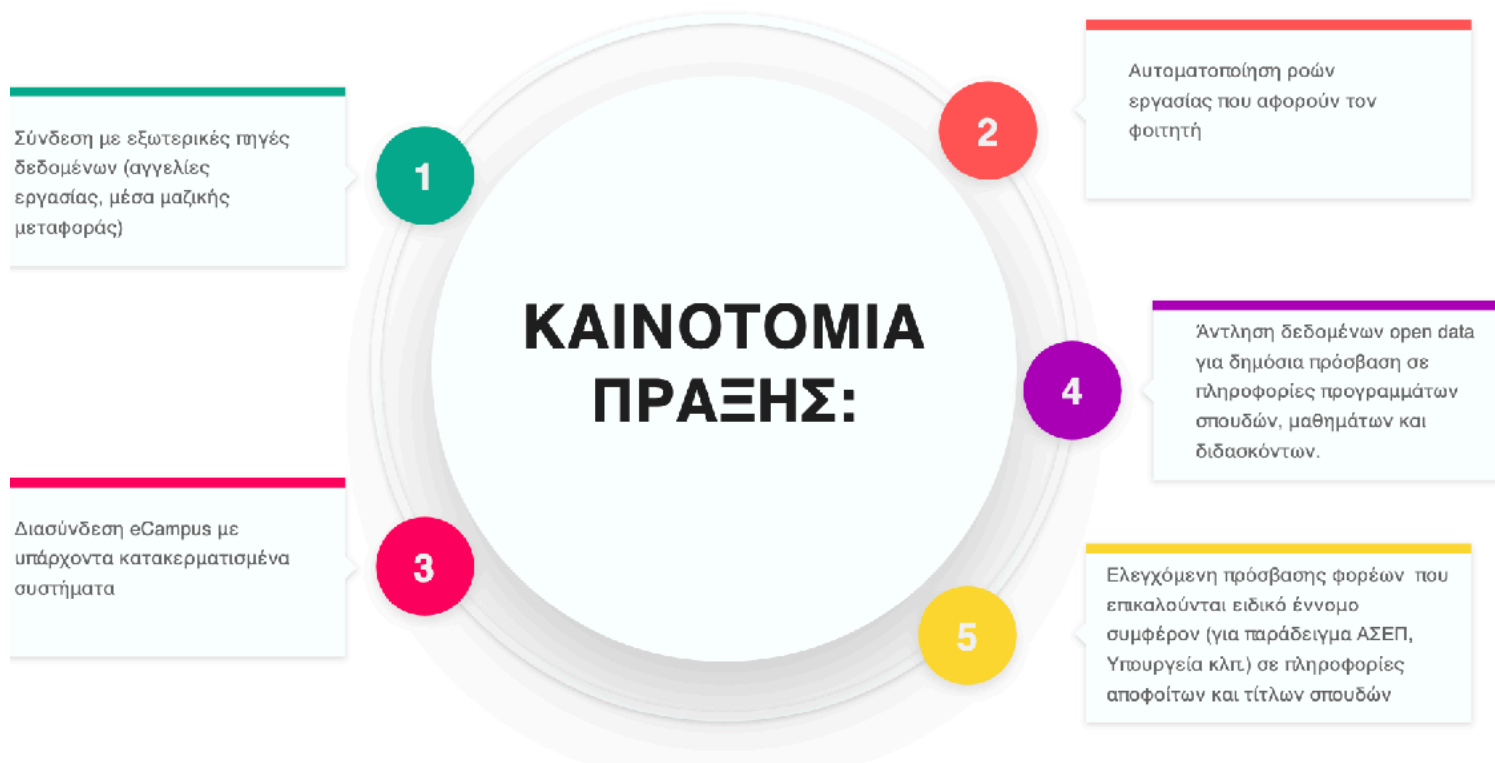 ΚΑΙΝΟΤΟΜΙΑ
ΠΡΑΞΗΣ:
1
Σύνδεση με εξωτερικές πηγές
δεδομένων (αγγελίες
εργασίας, μέσα μαζικής
μεταφοράς)
2
Αυτοματοποίηση ροών
εργασίας που αφορούν τον
φοιτητή
3
Διασύνδεση eCampus με
υπάρχοντα κατακερματισμένα
συστήματα
4
Άντληση δεδομένων open data
για δημόσια πρόσβαση σε
πληροφορίες προγραμμάτων
σπουδών, μαθημάτων και
διδασκόντων.
5
Ελεγχόμενη πρόσβασης φορέων που
επικαλούνται ειδικό έννομο
συμφέρον (για παράδειγμα ΑΣΕΠ,
Υπουργεία κλπ.) σε πληροφορίες
αποφοίτων και τίτλων σπουδών